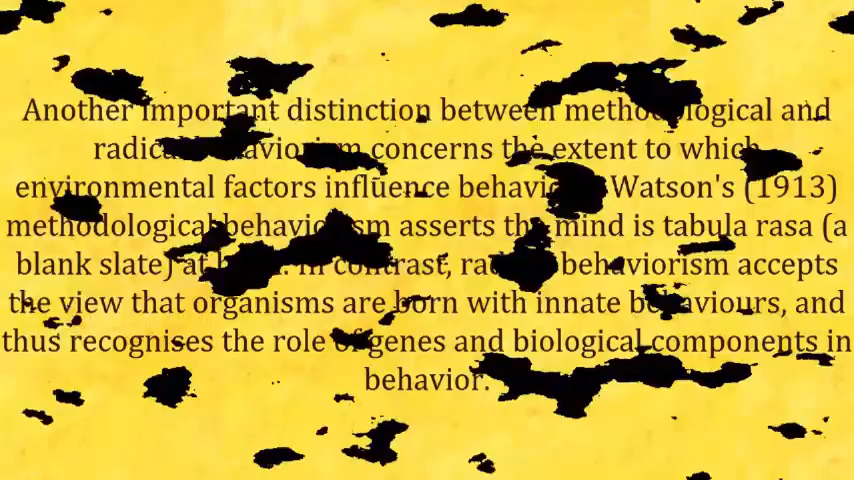 Another important distinction between methodological and
radical behaviorism concerns the extent to which
environmental factors influence behavior. Watson's (1913)
methodological behaviorism asserts the mind is tabula rasa (a
blank slate) at birth. In contrast, radical behaviorism accepts
the view that organisms are born with innate behaviours, and
thus recognises the role of genes and biological components in
behavior.